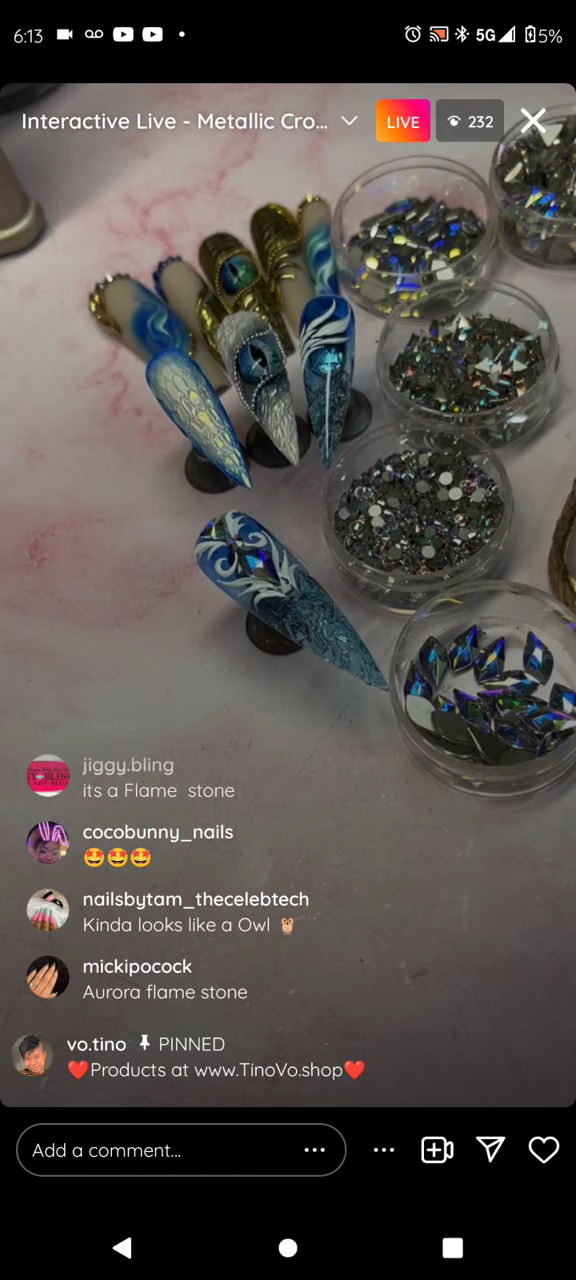 6:13
5G 5%
Interactive Live - Metallic Cro...
LIVE
232
jiggy.bling
its a Flame stone
cocobunny_nails
🤩🤩🤩
nailsbytam_thecelebtech
Kinda looks like a Owl 🦉
mickipocock
Aurora flame stone
vo.tino 📌 PINNED
❤️Products at www.TinoVo.shop❤️
Add a comment...